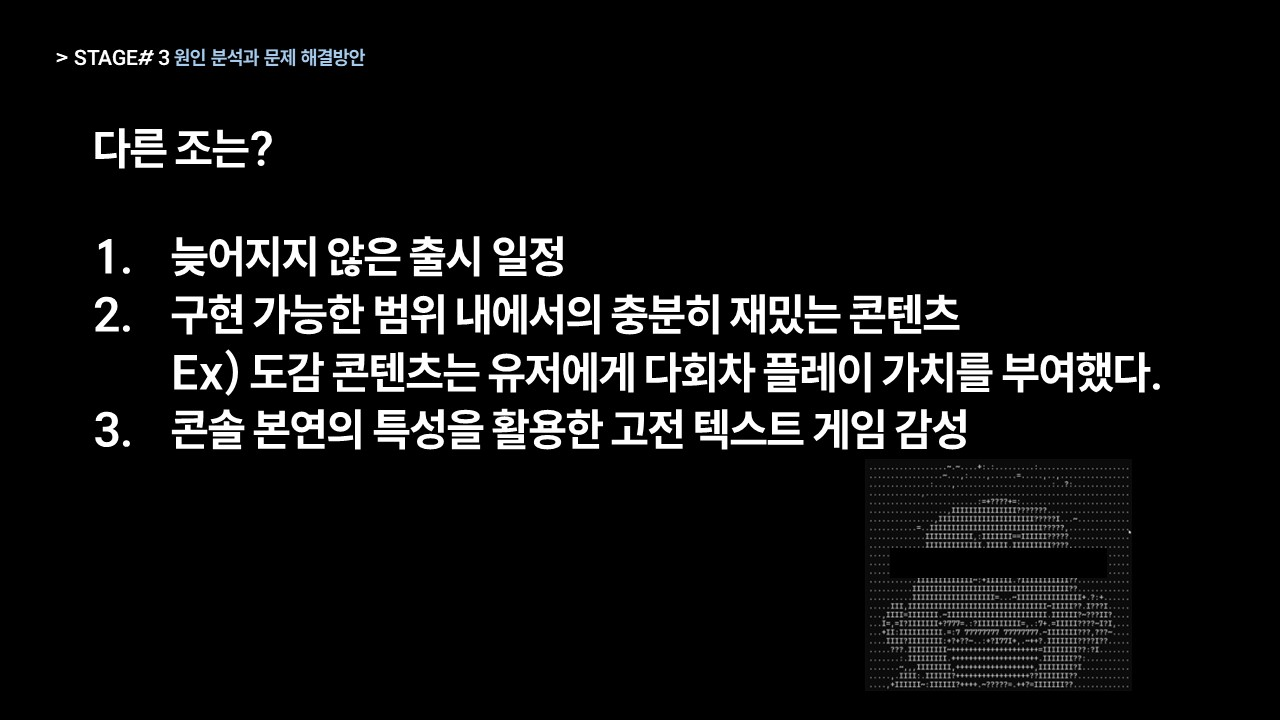 > STAGE# 3 원인 분석과 문제 해결방안
다른 조는?
1. 늦어지지 않은 출시 일정
2. 구현 가능한 범위 내에서의 충분히 재밌는 콘텐츠
Ex) 도감 콘텐츠는 유저에게 다회차 플레이 가치를 부여했다.
3. 콘솔 본연의 특성을 활용한 고전 텍스트 게임 감성